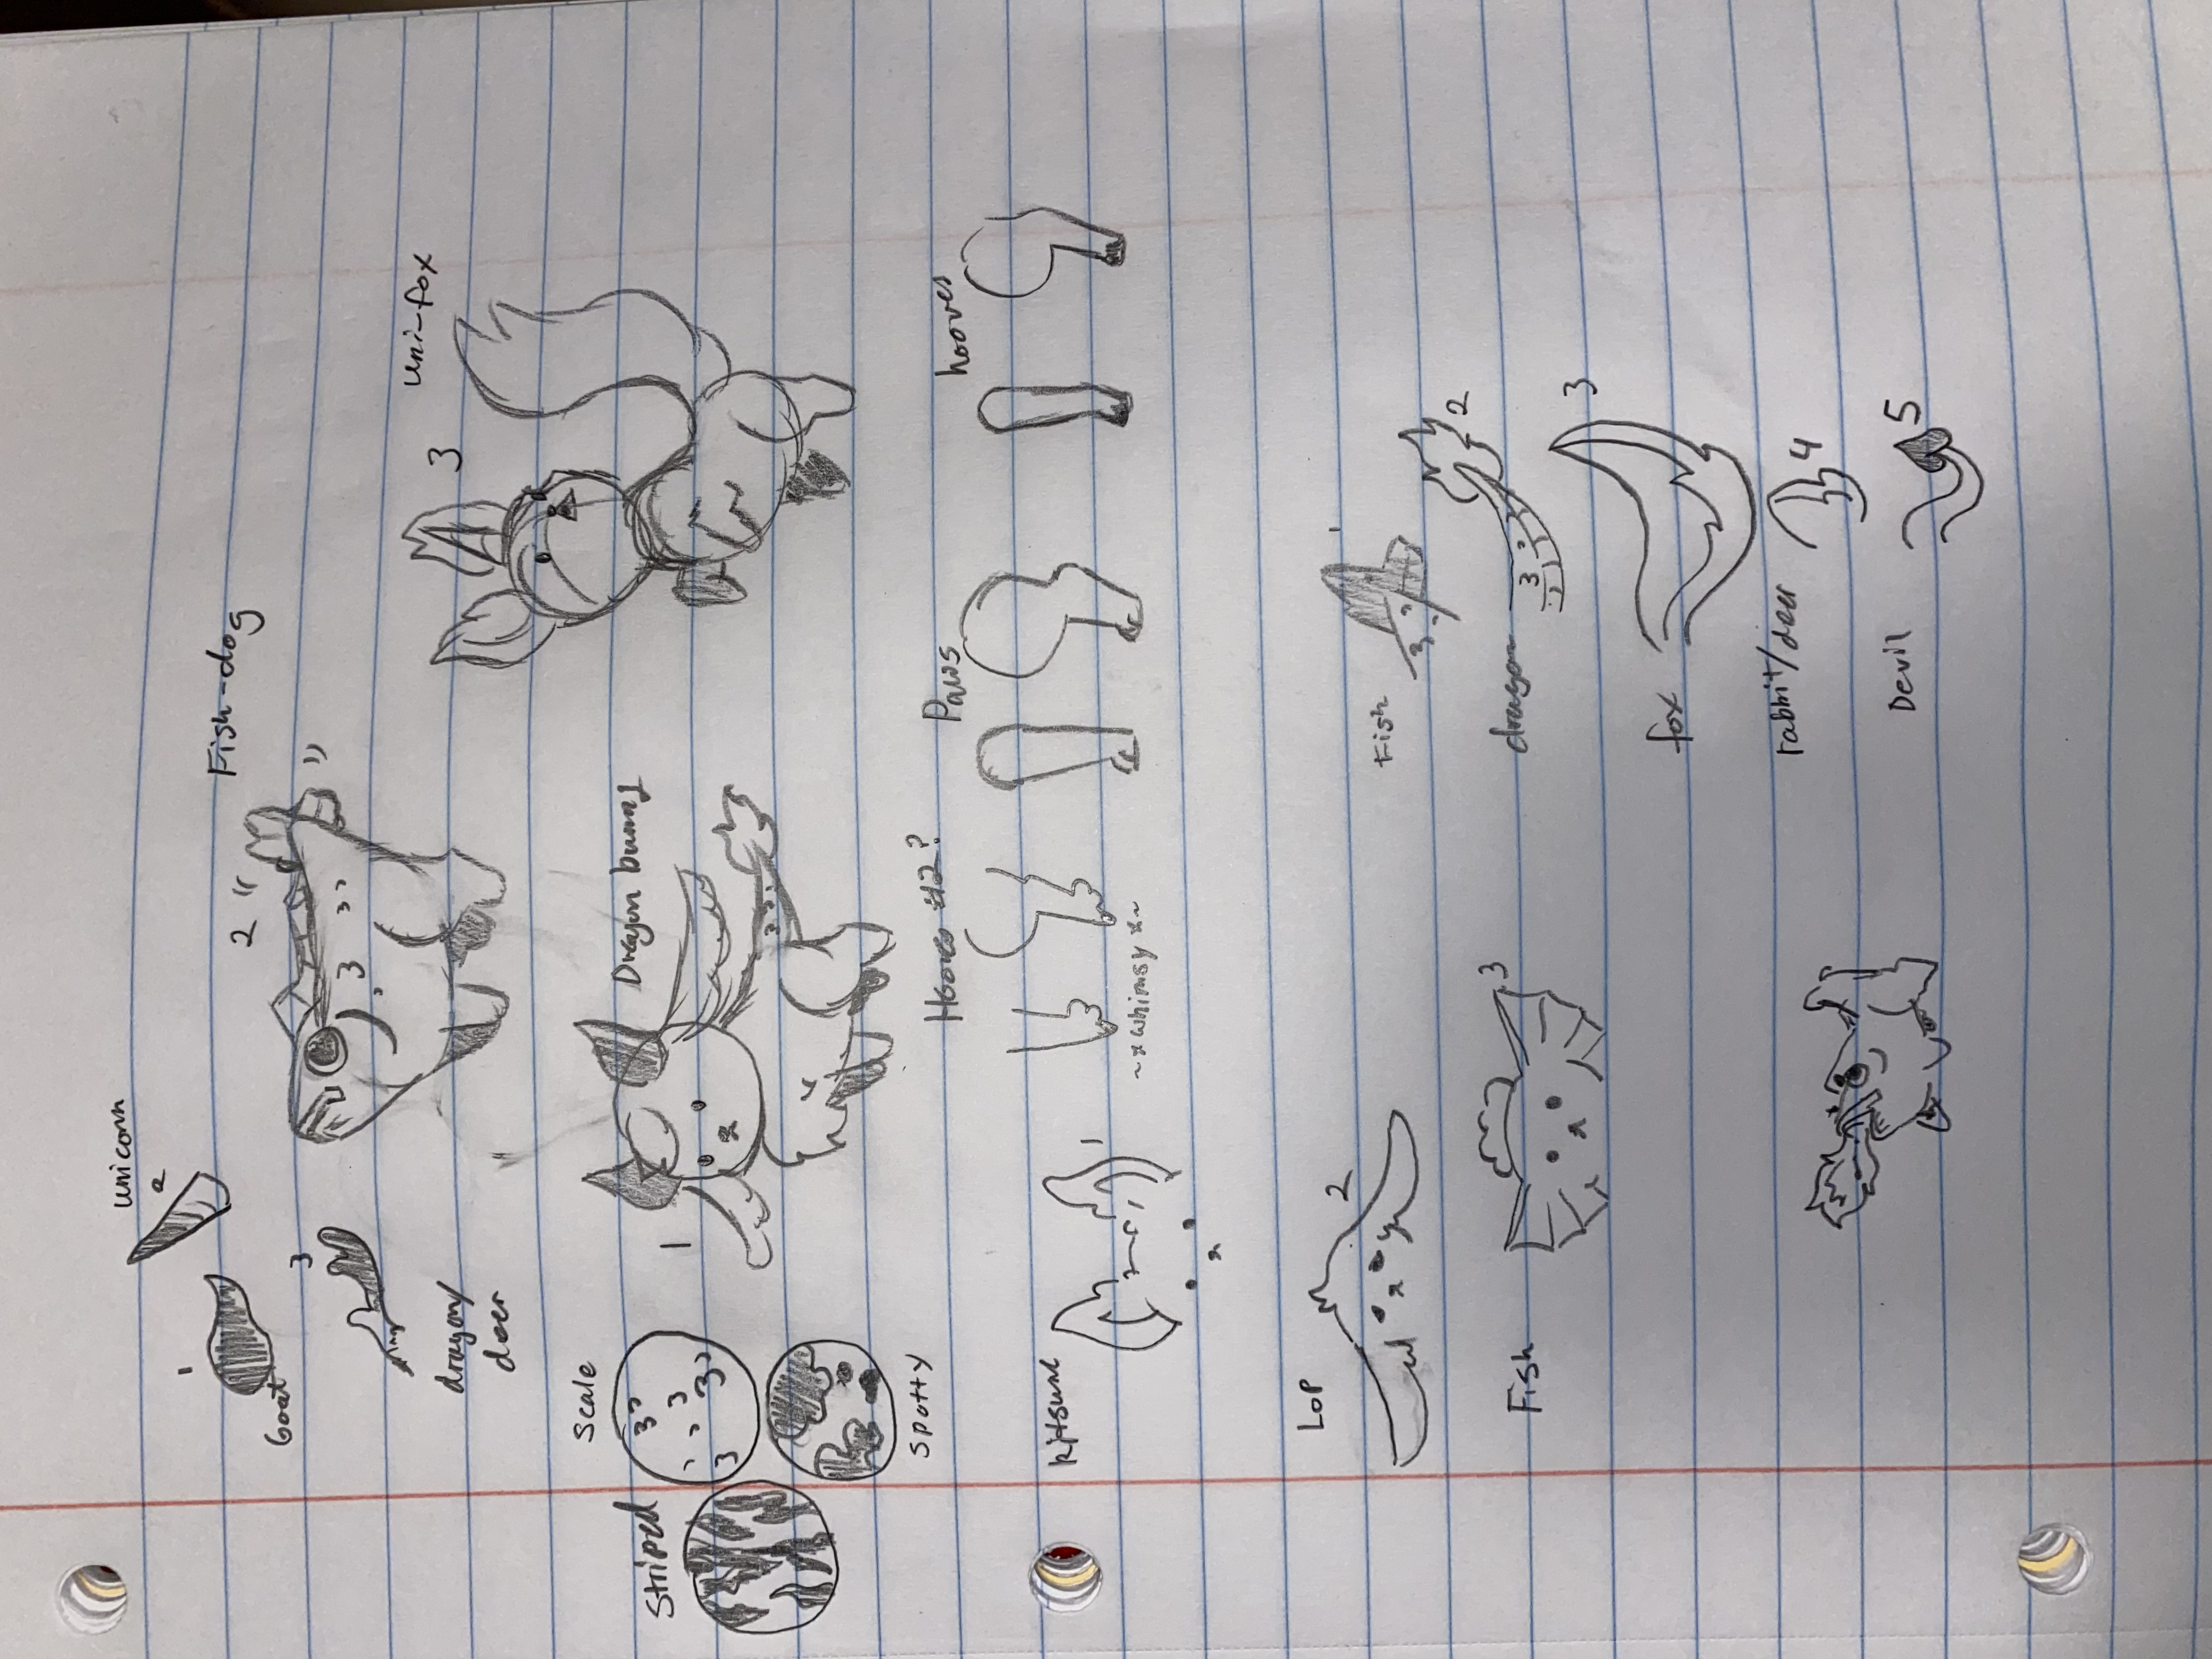 unicorn
2
1
Goat
3
dragon/
deer
Fish-dog
2
uni-fox
3
Scale
Striped
Spotty
Dragon bunny
1
Hooves #2?
~*whimsy*~
Paws
hooves
kitsune
1
Lop
2
Fish
3
Fish
1
dragon
2
fox
3
rabbit/deer
4
Devil
5